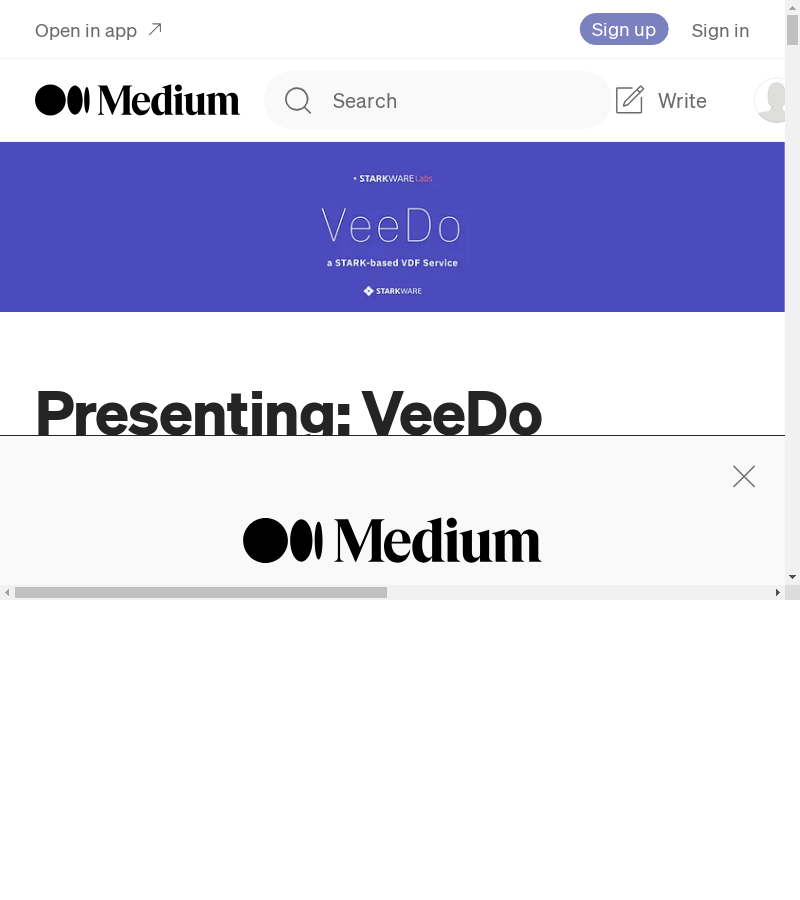 Open in app
Sign up
Sign in
Medium
Search
Write
STARKWARE Labs
VeeDo
a STARK-based VDF Service
STARKWARE
Presenting: VeeDo
Medium